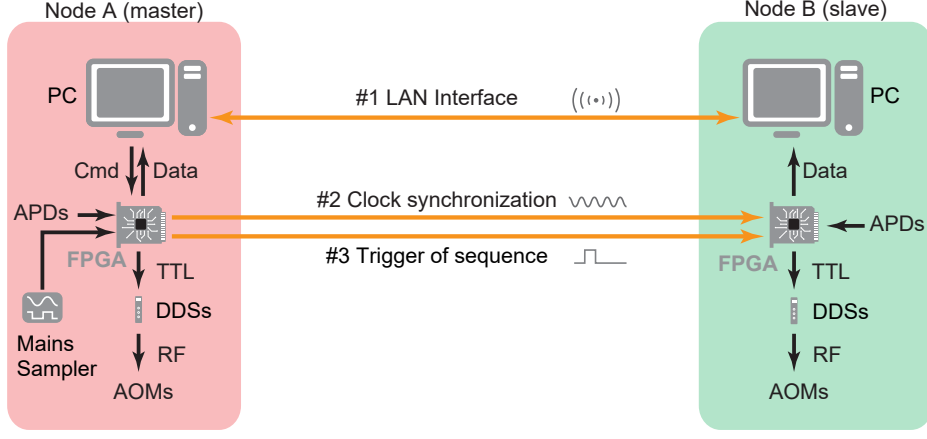 Node A (master)
Node B (slave)
PC
#1 LAN Interface
PC
Cmd
Data
Data
APDs
#2 Clock synchronization
APDs
FPGA
#3 Trigger of sequence
FPGA
TTL
TTL
DDSs
DDSs
Mains
Sampler
RF
RF
AOMs
AOMs